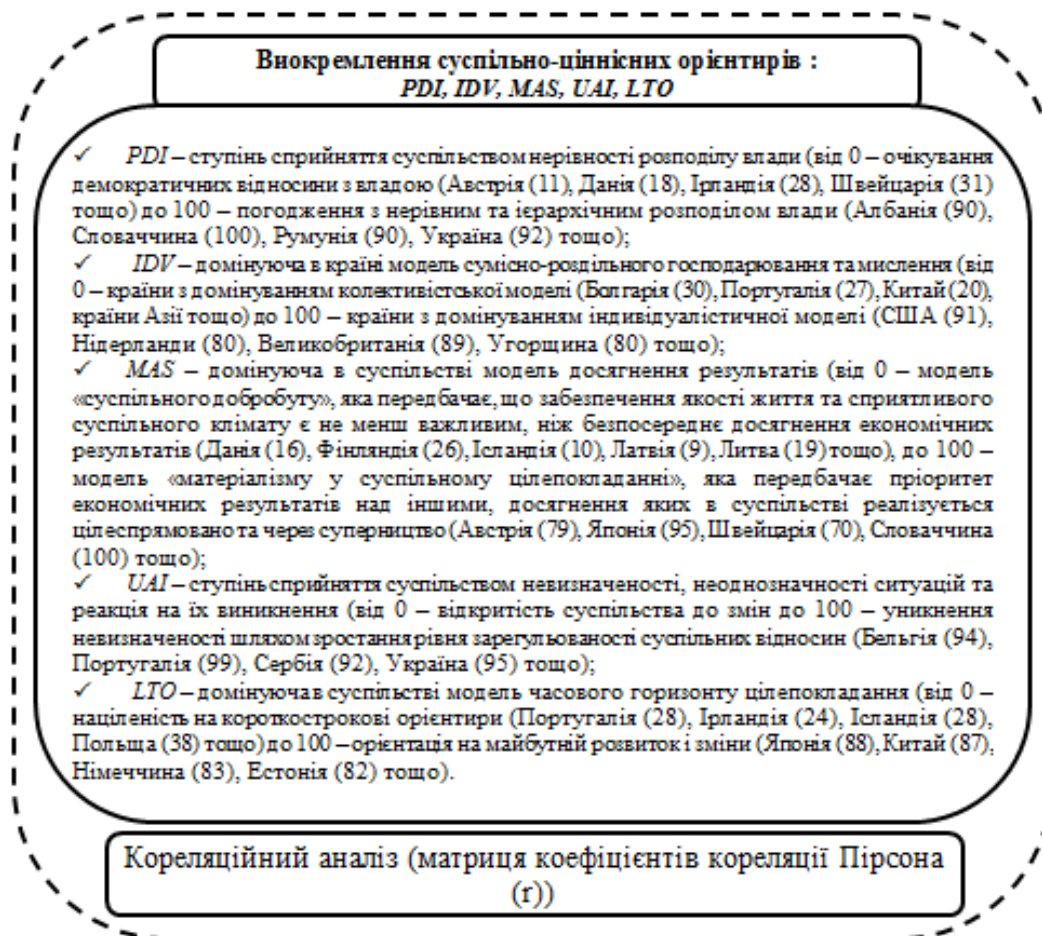 Виокремлення суспільно-ціннісних орієнтирів :
PDI, IDV, MAS, UAI, LTO
✓ PDI – ступінь сприйняття суспільством нерівності розподілу влади (від 0 – очікування
демократичних відносини з владою (Австрія (11), Данія (18), Ірландія (28), Швейцарія (31)
тощо) до 100 – погодження з нерівним та ієрархічним розподілом влади (Албанія (90),
Словаччина (100), Румунія (90), Україна (92) тощо);
✓ IDV – домінуюча в країні модель сумісно-роздільного господарювання та мислення (від
0 – країни з домінуванням колективістської моделі (Болгарія (30), Португалія (27), Китай (20),
країни Азії тощо) до 100 – країни з домінуванням індивідуалістичної моделі (США (91),
Нідерланди (80), Великобританія (89), Угорщина (80) тощо);
✓ MAS – домінуюча в суспільстві модель досягнення результатів (від 0 – модель
«суспільного добробуту», яка передбачає, що забезпечення якості життя та сприятливого
суспільного клімату є не менш важливим, ніж безпосереднє досягнення економічних
результатів (Данія (16), Фінляндія (26), Ісландія (10), Латвія (9), Литва (19) тощо), до 100 –
модель «матеріалізму у суспільному цілепокладанні», яка передбачає пріоритет
економічних результатів над іншими, досягнення яких в суспільстві реалізується
цілеспрямовано та через суперництво (Австрія (79), Японія (95), Швейцарія (70), Словаччина
(100) тощо);
✓ UAI – ступінь сприйняття суспільством невизначеності, неоднозначності ситуацій та
реакція на їх виникнення (від 0 – відкритість суспільства до змін до 100 – уникнення
невизначеності шляхом зростання рівня зарегульованості суспільних відносин (Бельгія (94),
Португалія (99), Сербія (92), Україна (95) тощо);
✓ LTO – домінуюча в суспільстві модель часового горизонту цілепокладання (від 0 –
націленість на короткострокові орієнтири (Португалія (28), Ірландія (24), Ісландія (28),
Польща (38) тощо) до 100 – орієнтація на майбутній розвиток і зміни (Японія (88), Китай (87),
Німеччина (83), Естонія (82) тощо).
Кореляційний аналіз (матриця коефіцієнтів кореляції Пірсона
(r))